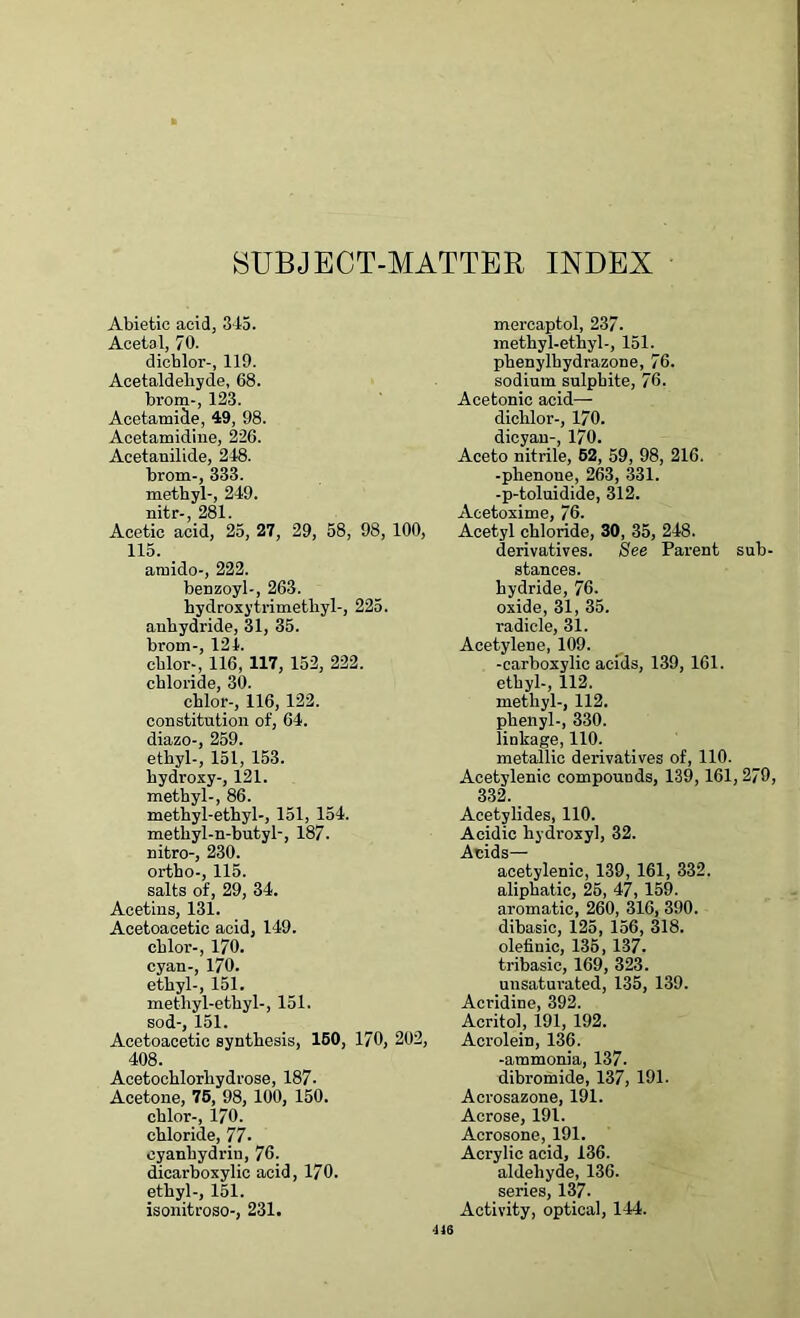 SUBJECT-MATTER INDEX
Abietic acid, 345.
Acetal, 70.
dichlor-, 119.
Acetaldehyde, 68.
brom-, 123.
Acetamide, 49, 98.
Acetamidine, 226.
Acetanilide, 248.
brom-, 333.
methyl-, 249.
nitr-, 281.
Acetic acid, 25, 27, 29, 58, 98, 100,
115.
amido-, 222.
benzoyl-, 263.
hydroxytrimethyl-, 225.
anhydride, 31, 35.
brom-, 124.
chlor-, 116, 117, 152, 222.
chloride, 30.
chlor-, 116, 122.
constitution of, 64.
diazo-, 259.
ethyl-, 151, 153.
hydroxy-, 121.
methyl-, 86.
methyl-ethyl-, 151, 154.
methyl-n-butyl-, 187.
nitro-, 230.
ortho-, 115.
salts of, 29, 34.
Acetins, 131.
Acetoacetic acid, 149.
chlor-, 170.
cyan-, 170.
ethyl-, 151.
methyl-ethyl-, 151.
sod-, 151.
Acetoacetic synthesis, 150, 170, 202,
408.
Acetochlorhydrose, 187.
Acetone, 75, 98, 100, 150.
chlor-, 170.
chloride, 77.
cyanhydrin, 76.
dicarboxylic acid, 170.
ethyl-, 151.
isonitroso-, 231.
mercaptol, 237.
methyl-ethyl-, 151.
phenylhydrazone, 76.
sodium sulphite, 76.
Acetonic acid—
dichlor-, 170.
dicyan-, 170.
Aceto nitrile, 52, 59, 98, 216.
-phenone, 263, 331.
-p-toluidide, 312.
Acetoxime, 76.
Acetyl chloride, 30, 35, 248.
derivatives. See Parent sub-
stances.
hydride, 76.
oxide, 31, 35.
radicle, 31.
Acetylene, 109.
-carboxylic acids, 139, 161.
ethyl-, 112.
methyl-, 112.
phenyl-, 330.
linkage, 110.
metallic derivatives of, 110.
Acetylenic compounds, 139, 161, 279,
332.
Acetylides, 110.
Acidic hydroxyl, 32.
Acids—
acetylenic, 139, 161, 332.
aliphatic, 25, 47, 159.
aromatic, 260, 316, 390.
dibasic, 125, 156, 318.
olefinic, 135, 137.
tribasic, 169, 323.
unsaturated, 135, 139.
Acridine, 392.
Acritol, 191, 192.
Acrolein, 136.
-ammonia, 137.
dibromide, 137, 191.
Acrosazone, 191.
Acrose, 191.
Acrosone, 191.
Acrylic acid, 136.
aldehyde, 136.
series, 137.
Activity, optical, 144.
446